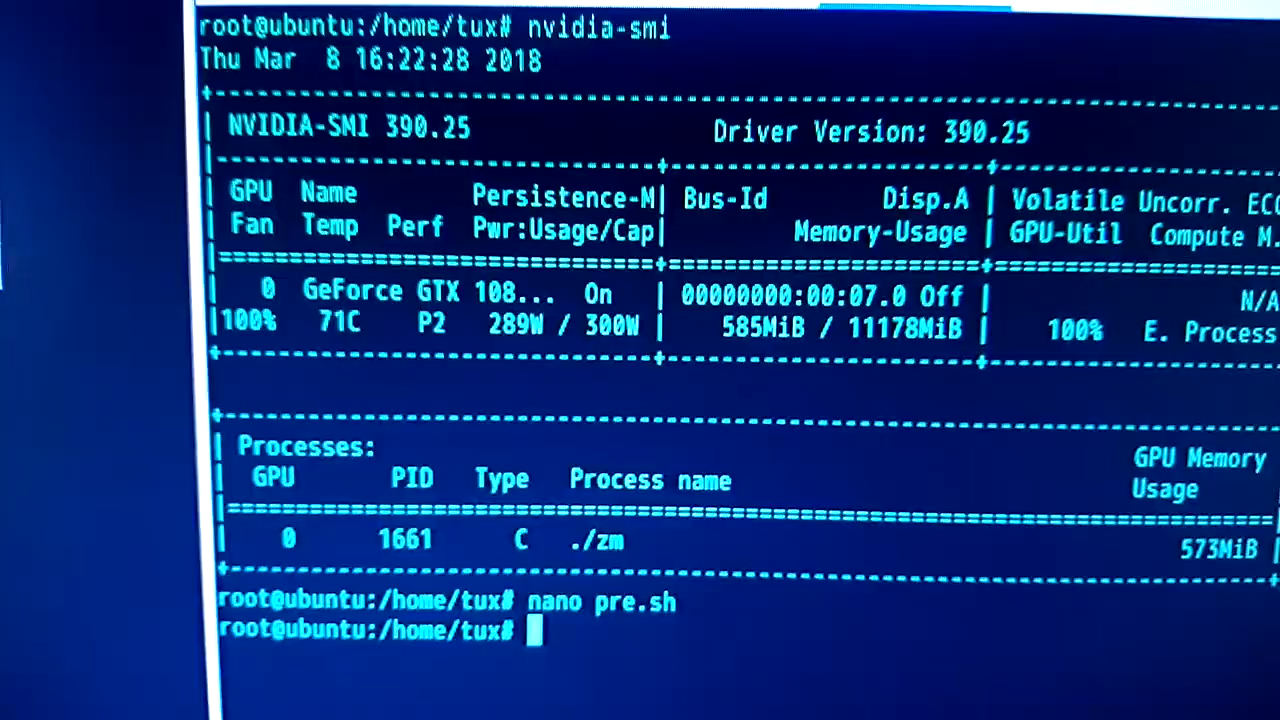 root@ubuntu:/home/tux# nvidia-smi
Thu Mar  8 16:22:28 2018
+-----------------------------------------------------------------------------
| NVIDIA-SMI 390.25                 Driver Version: 390.25
|-------------------------------+----------------------+----------------------
| GPU  Name        Persistence-M| Bus-Id        Disp.A | Volatile Uncorr. ECC
| Fan  Temp  Perf  Pwr:Usage/Cap|         Memory-Usage | GPU-Util  Compute M.
|===============================+======================+======================
|   0  GeForce GTX 108...  On   | 00000000:00:07.0 Off |                  N/A
|100%   71C    P2   289W / 300W |    585MiB / 11178MiB |    100%   E. Process
+-------------------------------+----------------------+----------------------
+-----------------------------------------------------------------------------
| Processes:                                                       GPU Memory
|  GPU       PID   Type   Process name                             Usage
|=============================================================================
|    0      1661      C   ./zm                                         573MiB |
+-----------------------------------------------------------------------------+
root@ubuntu:/home/tux# nano pre.sh
root@ubuntu:/home/tux#